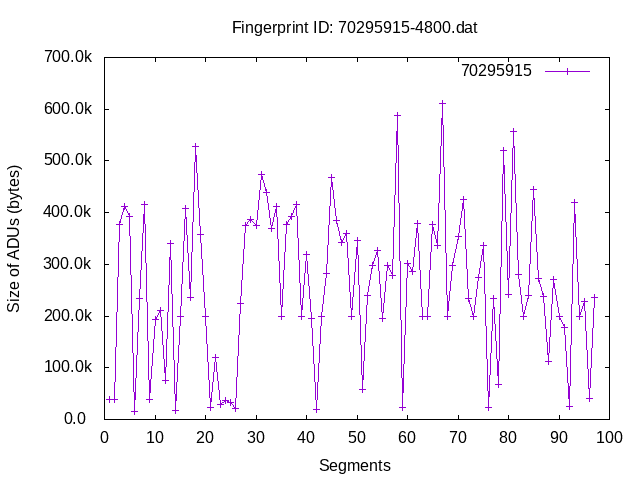 Fingerprint ID: 70295915-4800.dat
70295915
Size of ADUs (bytes)
700.0k
600.0k
500.0k
400.0k
300.0k
200.0k
100.0k
0.0
0 10 20 30 40 50 60 70 80 90 100
Segments